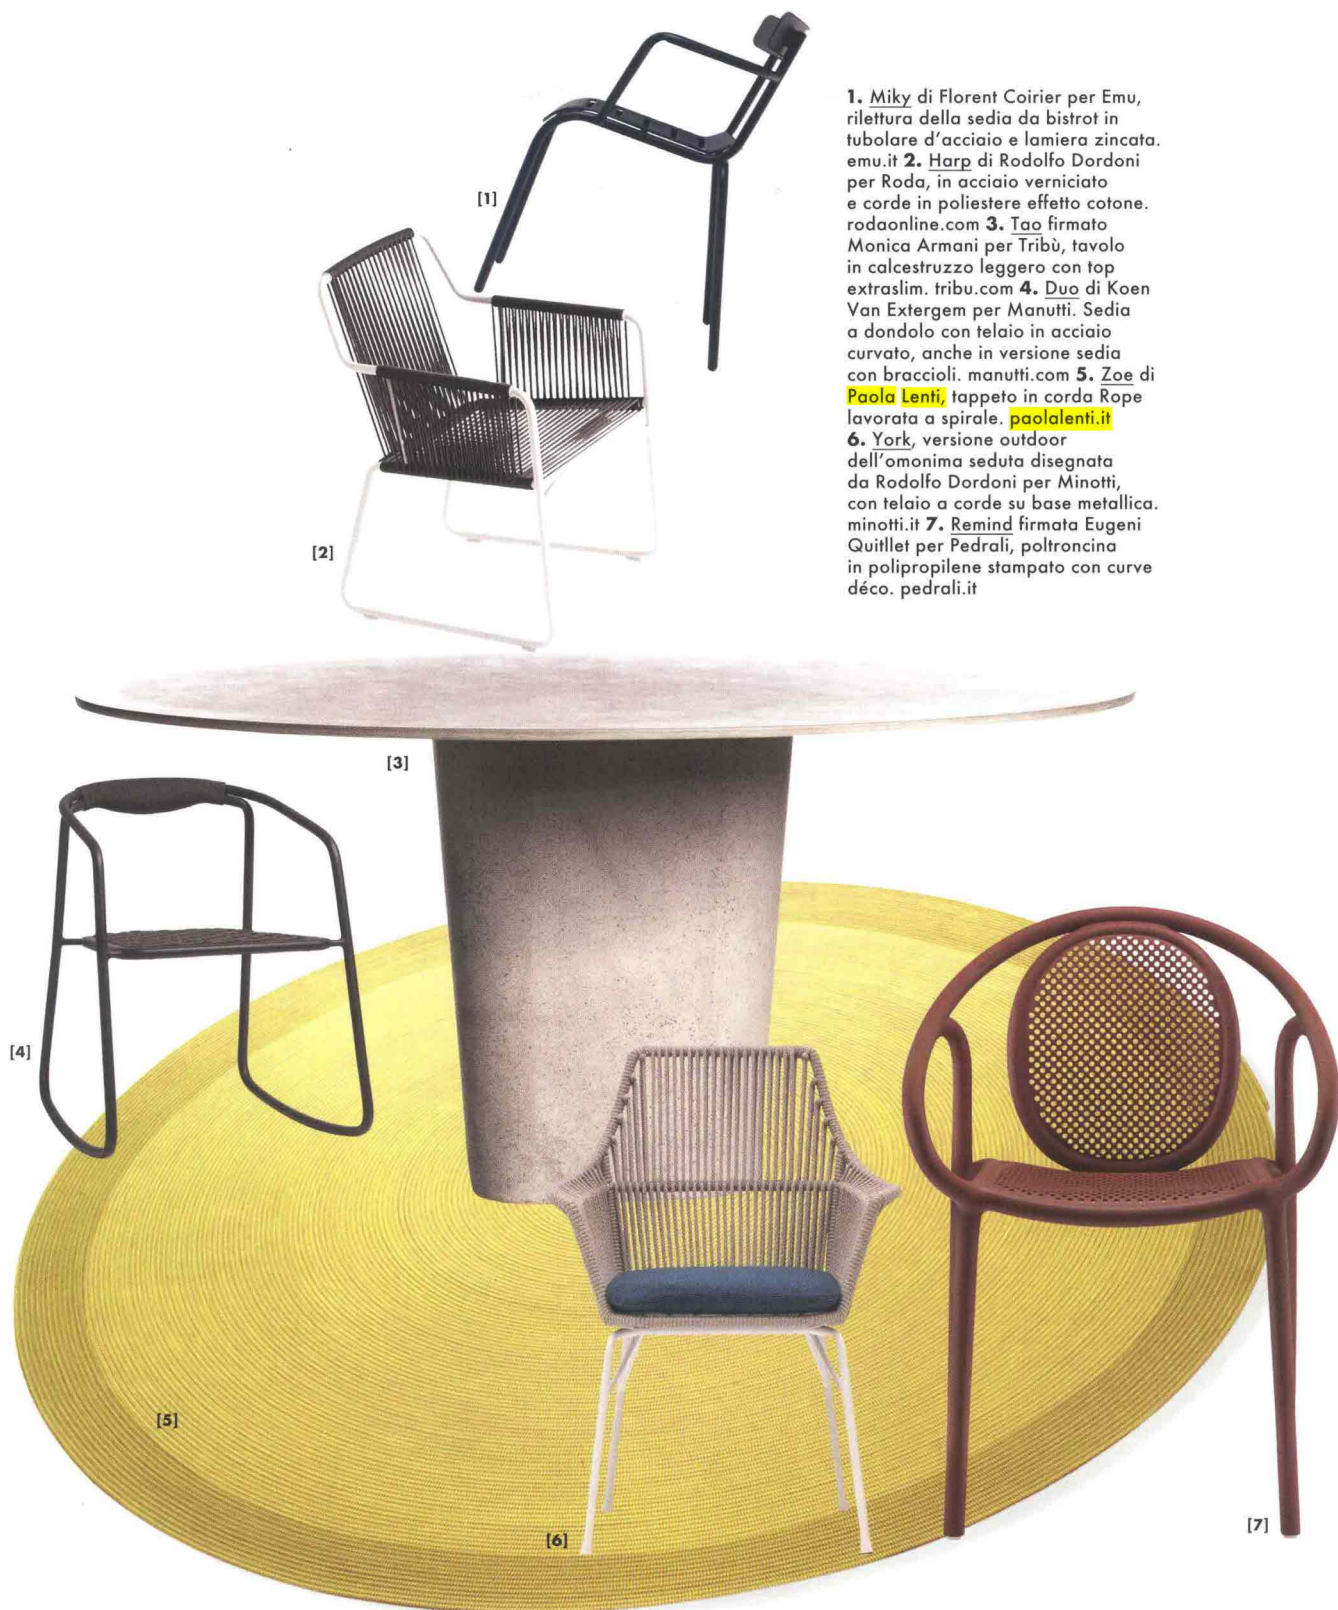 1. Miky di Florent Coirier per Emu,
rilettura della sedia da bistrot in
tubolare d'acciaio e lamiera zincata.
emu.it 2. Harp di Rodolfo Dordoni
per Roda, in acciaio verniciato
e corde in poliestere effetto cotone.
rodaonline.com 3. Tao firmato
Monica Armani per Tribù, tavolo
in calcestruzzo leggero con top
extraslim. tribu.com 4. Duo di Koen
Van Extergem per Manutti. Sedia
a dondolo con telaio in acciaio
curvato, anche in versione sedia
con braccioli. manutti.com 5. Zoe di
Paola Lenti, tappeto in corda Rope
lavorata a spirale. paolalenti.it
6. York, versione outdoor
dell'omonima seduta disegnata
da Rodolfo Dordoni per Minotti,
con telaio a corde su base metallica.
minotti.it 7. Remind firmata Eugeni
Quitllet per Pedrali, poltroncina
in polipropilene stampato con curve
déco. pedrali.it
[1]
[2]
[3]
[4]
[5]
[6]
[7]